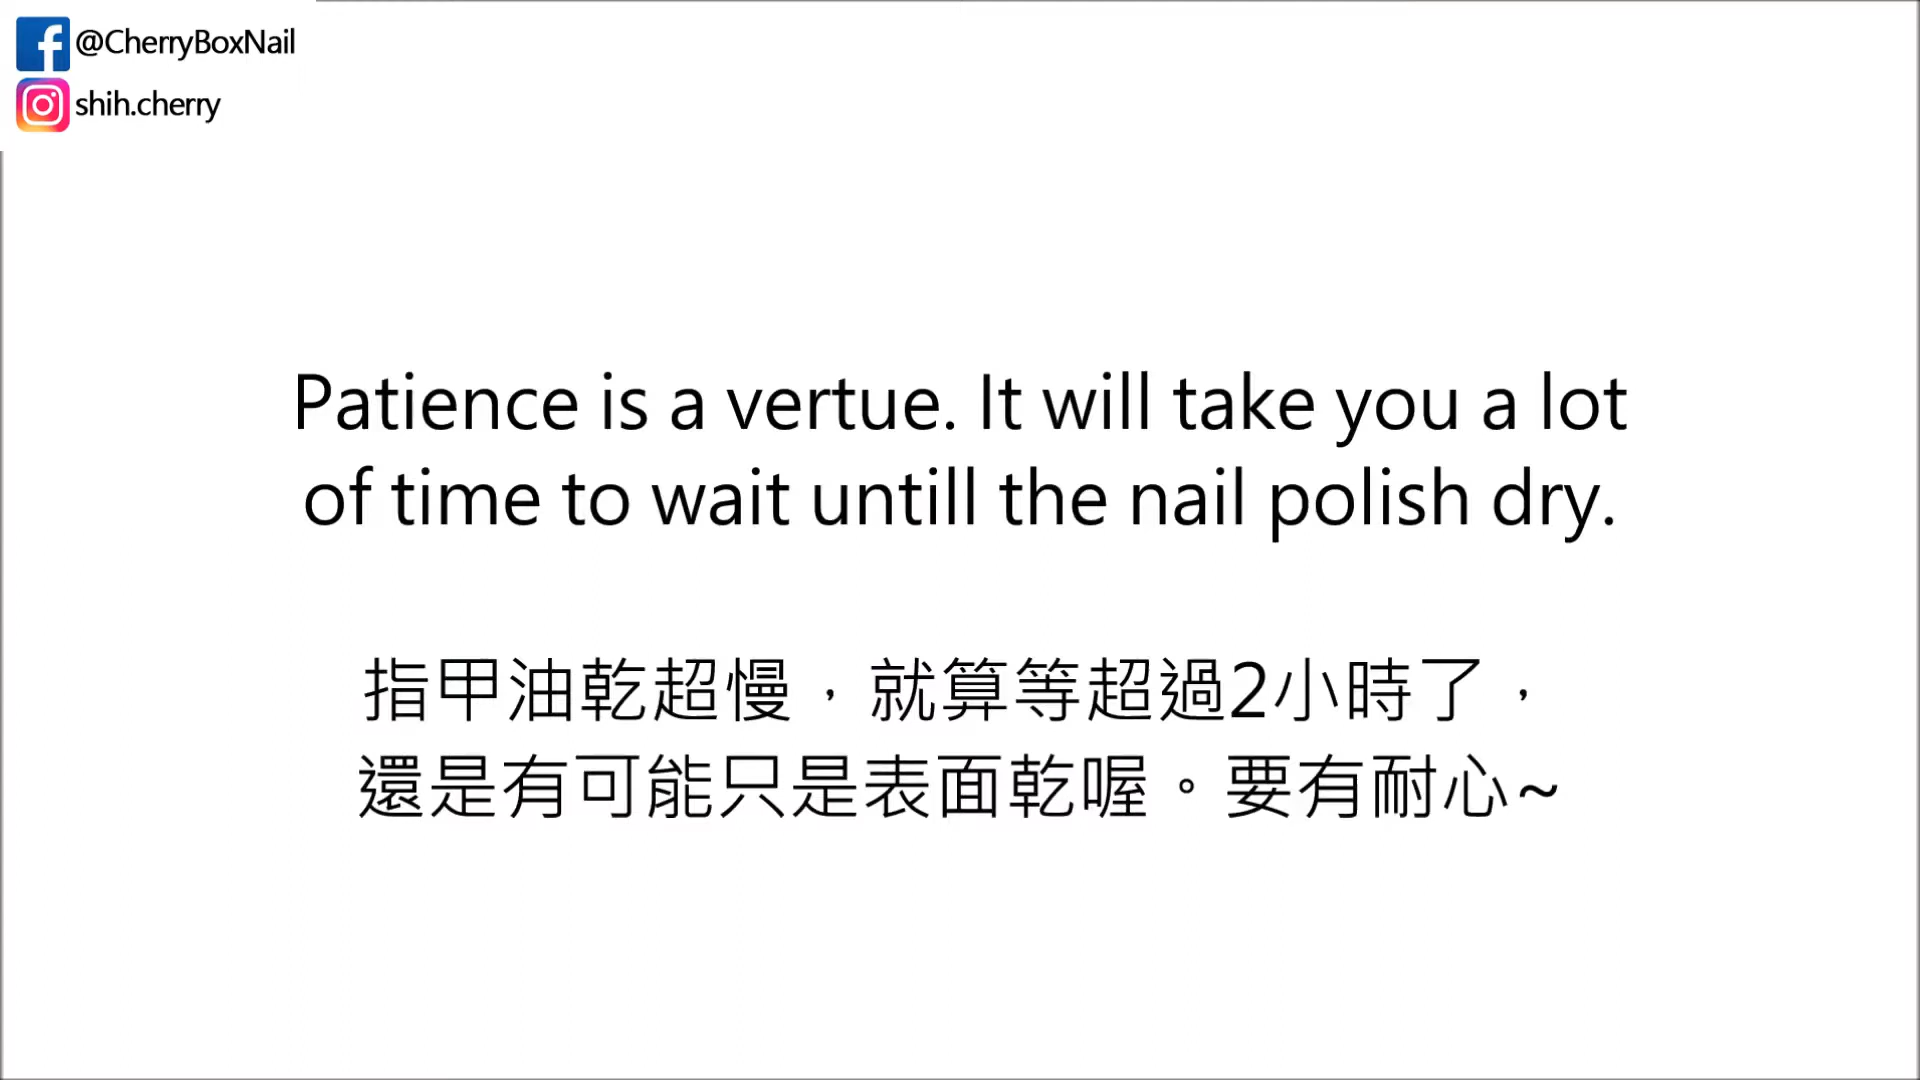 @CherryBoxNail
shih.cherry
Patience is a vertue. It will take you a lot
of time to wait untill the nail polish dry.
指甲油乾超慢，就算等超過2小時了，
還是有可能只是表面乾喔。要有耐心~